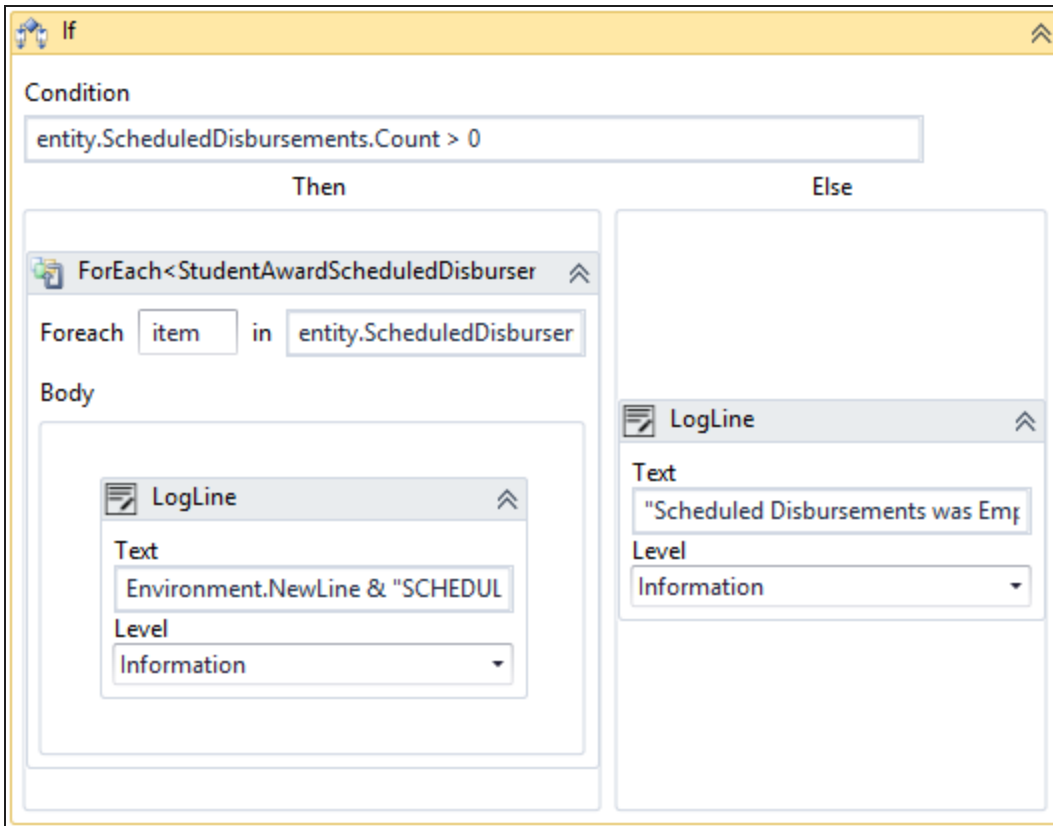 If
Condition
entity.ScheduledDisbursements.Count > 0
Then
Else
ForEach<StudentAwardScheduledDisburser
Foreach item in entity.ScheduledDisburser
Body
LogLine
Text
Environment.NewLine & "SCHEDUL
Level
Information
LogLine
Text
"Scheduled Disbursements was Emp
Level
Information